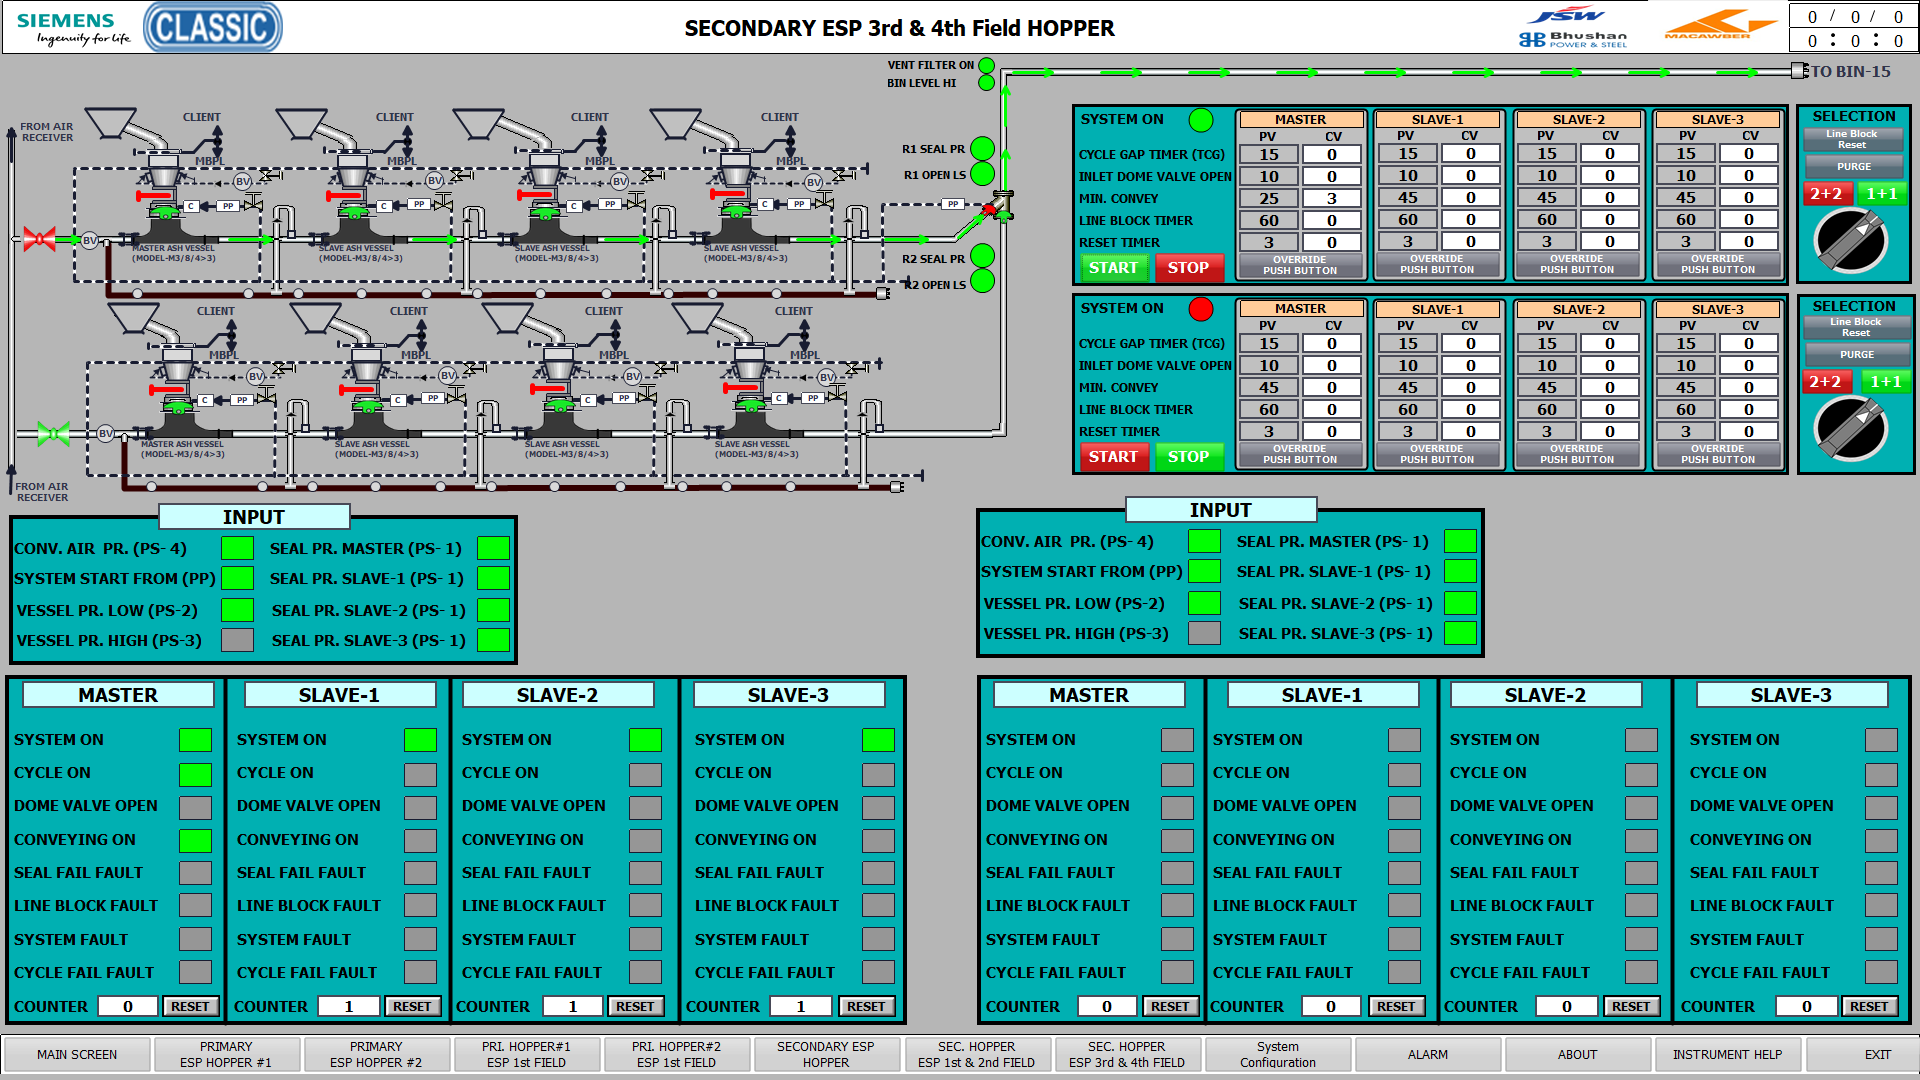 SIEMENS
Ingenuity for life
CLASSIC
SECONDARY ESP 3rd & 4th Field HOPPER
JSW
Bhushan
POWER & STEEL
MACAWBER
0 / 0 / 0
0 : 0 : 0
VENT FILTER ON
BIN LEVEL HI
TO BIN-15
FROM AIR
RECEIVER
CLIENT CLIENT CLIENT CLIENT
MBPL MBPL MBPL MBPL
BV BV BV BV
C PP C PP C PP C PP PP
BV
MASTER ASH VESSEL SLAVE ASH VESSEL SLAVE ASH VESSEL SLAVE ASH VESSEL
(MODEL-M3/8/4>3) (MODEL-M3/8/4>3) (MODEL-M3/8/4>3) (MODEL-M3/8/4>3)
R1 SEAL PR
R1 OPEN LS
R2 SEAL PR
R2 OPEN LS
CLIENT CLIENT CLIENT CLIENT
MBPL MBPL MBPL MBPL
BV BV BV BV
C PP C PP C PP C PP
BV
MASTER ASH VESSEL SLAVE ASH VESSEL SLAVE ASH VESSEL SLAVE ASH VESSEL
(MODEL-M3/8/4>3) (MODEL-M3/8/4>3) (MODEL-M3/8/4>3) (MODEL-M3/8/4>3)
FROM AIR
RECEIVER
SYSTEM ON MASTER SLAVE-1 SLAVE-2 SLAVE-3
PV CV PV CV PV CV PV CV
CYCLE GAP TIMER (TCG) 15 0 15 0 15 0 15 0
INLET DOME VALVE OPEN 10 0 10 0 10 0 10 0
MIN. CONVEY 25 3 45 0 45 0 45 0
LINE BLOCK TIMER 60 0 60 0 60 0 60 0
RESET TIMER 3 0 3 0 3 0 3 0
START STOP
OVERRIDE
PUSH BUTTON
OVERRIDE
PUSH BUTTON
OVERRIDE
PUSH BUTTON
OVERRIDE
PUSH BUTTON
SELECTION
Line Block
Reset
PURGE
2+2 1+1
SYSTEM ON MASTER SLAVE-1 SLAVE-2 SLAVE-3
PV CV PV CV PV CV PV CV
CYCLE GAP TIMER (TCG) 15 0 15 0 15 0 15 0
INLET DOME VALVE OPEN 10 0 10 0 10 0 10 0
MIN. CONVEY 45 0 45 0 45 0 45 0
LINE BLOCK TIMER 60 0 60 0 60 0 60 0
RESET TIMER 3 0 3 0 3 0 3 0
START STOP
OVERRIDE
PUSH BUTTON
OVERRIDE
PUSH BUTTON
OVERRIDE
PUSH BUTTON
OVERRIDE
PUSH BUTTON
SELECTION
Line Block
Reset
PURGE
2+2 1+1
INPUT
CONV. AIR PR. (PS- 4) SEAL PR. MASTER (PS- 1)
SYSTEM START FROM (PP) SEAL PR. SLAVE-1 (PS- 1)
VESSEL PR. LOW (PS-2) SEAL PR. SLAVE-2 (PS- 1)
VESSEL PR. HIGH (PS-3) SEAL PR. SLAVE-3 (PS- 1)
INPUT
CONV. AIR PR. (PS- 4) SEAL PR. MASTER (PS- 1)
SYSTEM START FROM (PP) SEAL PR. SLAVE-1 (PS- 1)
VESSEL PR. LOW (PS-2) SEAL PR. SLAVE-2 (PS- 1)
VESSEL PR. HIGH (PS-3) SEAL PR. SLAVE-3 (PS- 1)
MASTER SLAVE-1 SLAVE-2 SLAVE-3
SYSTEM ON SYSTEM ON SYSTEM ON SYSTEM ON
CYCLE ON CYCLE ON CYCLE ON CYCLE ON
DOME VALVE OPEN DOME VALVE OPEN DOME VALVE OPEN DOME VALVE OPEN
CONVEYING ON CONVEYING ON CONVEYING ON CONVEYING ON
SEAL FAIL FAULT SEAL FAIL FAULT SEAL FAIL FAULT SEAL FAIL FAULT
LINE BLOCK FAULT LINE BLOCK FAULT LINE BLOCK FAULT LINE BLOCK FAULT
SYSTEM FAULT SYSTEM FAULT SYSTEM FAULT SYSTEM FAULT
CYCLE FAIL FAULT CYCLE FAIL FAULT CYCLE FAIL FAULT CYCLE FAIL FAULT
COUNTER 0 RESET COUNTER 1 RESET COUNTER 1 RESET COUNTER 1 RESET
MASTER SLAVE-1 SLAVE-2 SLAVE-3
SYSTEM ON SYSTEM ON SYSTEM ON SYSTEM ON
CYCLE ON CYCLE ON CYCLE ON CYCLE ON
DOME VALVE OPEN DOME VALVE OPEN DOME VALVE OPEN DOME VALVE OPEN
CONVEYING ON CONVEYING ON CONVEYING ON CONVEYING ON
SEAL FAIL FAULT SEAL FAIL FAULT SEAL FAIL FAULT SEAL FAIL FAULT
LINE BLOCK FAULT LINE BLOCK FAULT LINE BLOCK FAULT LINE BLOCK FAULT
SYSTEM FAULT SYSTEM FAULT SYSTEM FAULT SYSTEM FAULT
CYCLE FAIL FAULT CYCLE FAIL FAULT CYCLE FAIL FAULT CYCLE FAIL FAULT
COUNTER 0 RESET COUNTER 0 RESET COUNTER 0 RESET COUNTER 0 RESET
MAIN SCREEN
PRIMARY
ESP HOPPER #1
PRIMARY
ESP HOPPER #2
PRI. HOPPER#1
ESP 1st FIELD
PRI. HOPPER#2
ESP 1st FIELD
SECONDARY ESP
HOPPER
SEC. HOPPER
ESP 1st & 2nd FIELD
SEC. HOPPER
ESP 3rd & 4th FIELD
System
Configuration
ALARM
ABOUT
INSTRUMENT HELP
EXIT